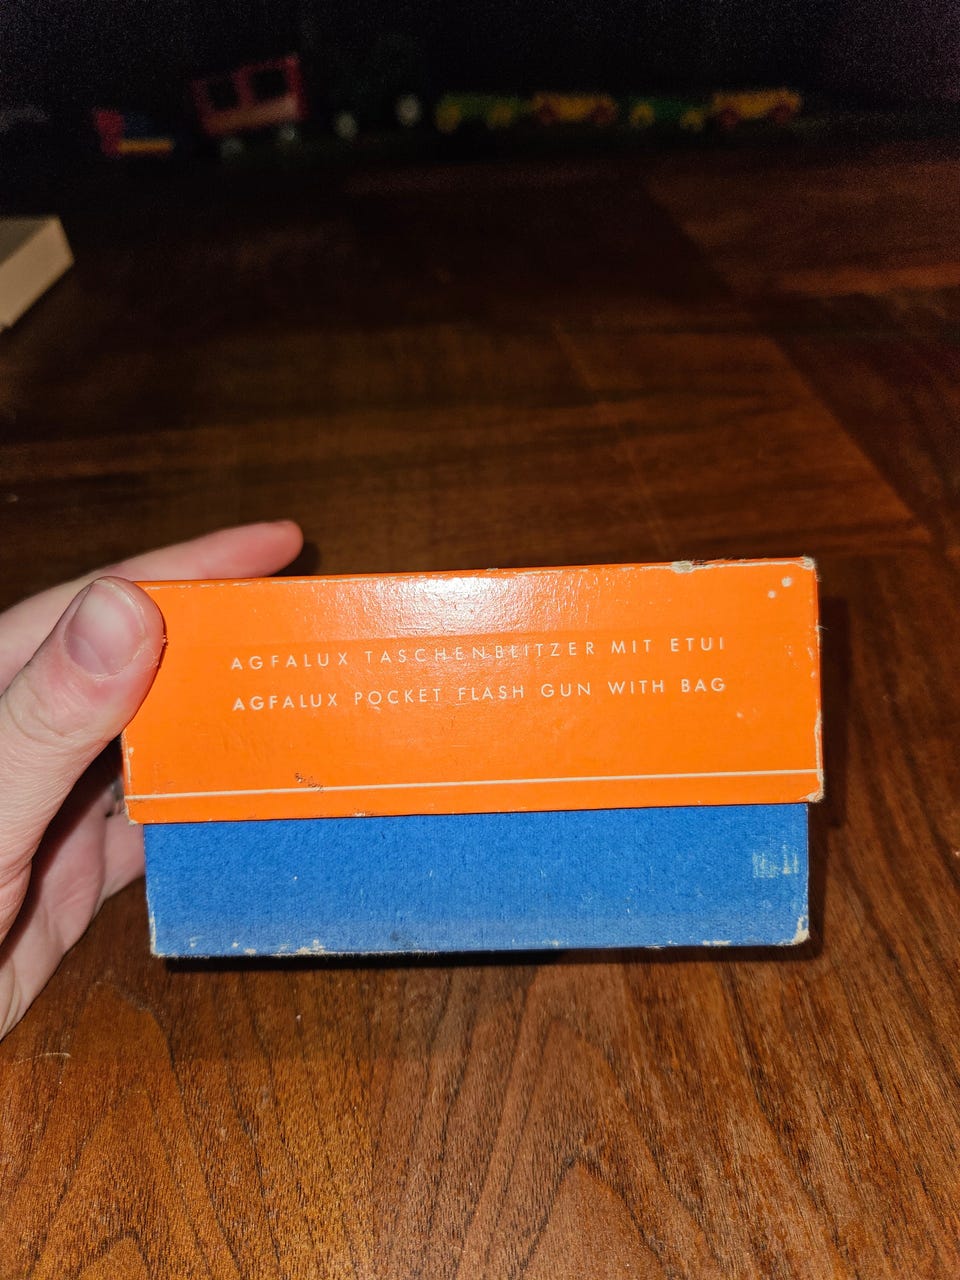 AGFALUX TASCHENBLITZER MIT ETUI
AGFALUX POCKET FLASH GUN WITH BAG